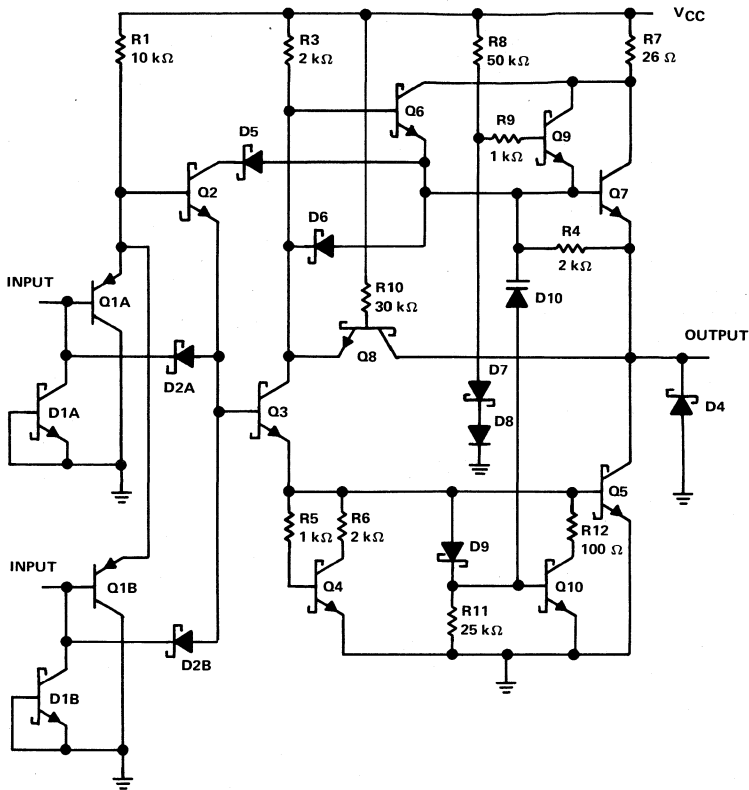 VCC
R1
10 kΩ
R3
2 kΩ
R8
50 kΩ
R7
26 Ω
Q6
R9
1 kΩ
Q9
D5
Q2
Q7
D6
R4
2 kΩ
INPUT
Q1A
R10
30 kΩ
D10
OUTPUT
D2A
Q8
D7
D1A
Q3
D8
D4
Q5
R5
1 kΩ
R6
2 kΩ
D9
R12
100 Ω
INPUT
Q1B
Q4
Q10
R11
25 kΩ
D2B
D1B